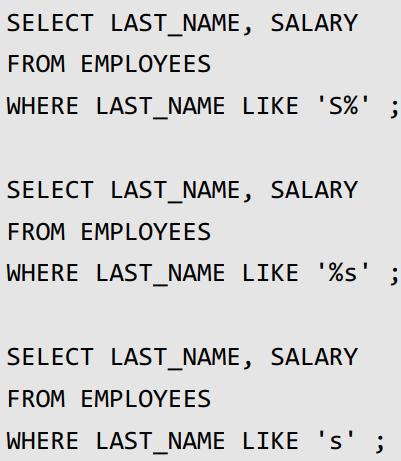 SELECT LAST_NAME, SALARY
FROM EMPLOYEES
WHERE LAST_NAME LIKE 'S%' ;
SELECT LAST_NAME, SALARY
FROM EMPLOYEES
WHERE LAST_NAME LIKE '%s' ;
SELECT LAST_NAME, SALARY
FROM EMPLOYEES
WHERE LAST_NAME LIKE 's' ;